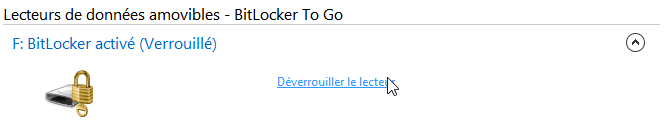 Lecteurs de données amovibles - BitLocker To Go
F: BitLocker activé (Verrouillé)
Déverrouiller le lecteur